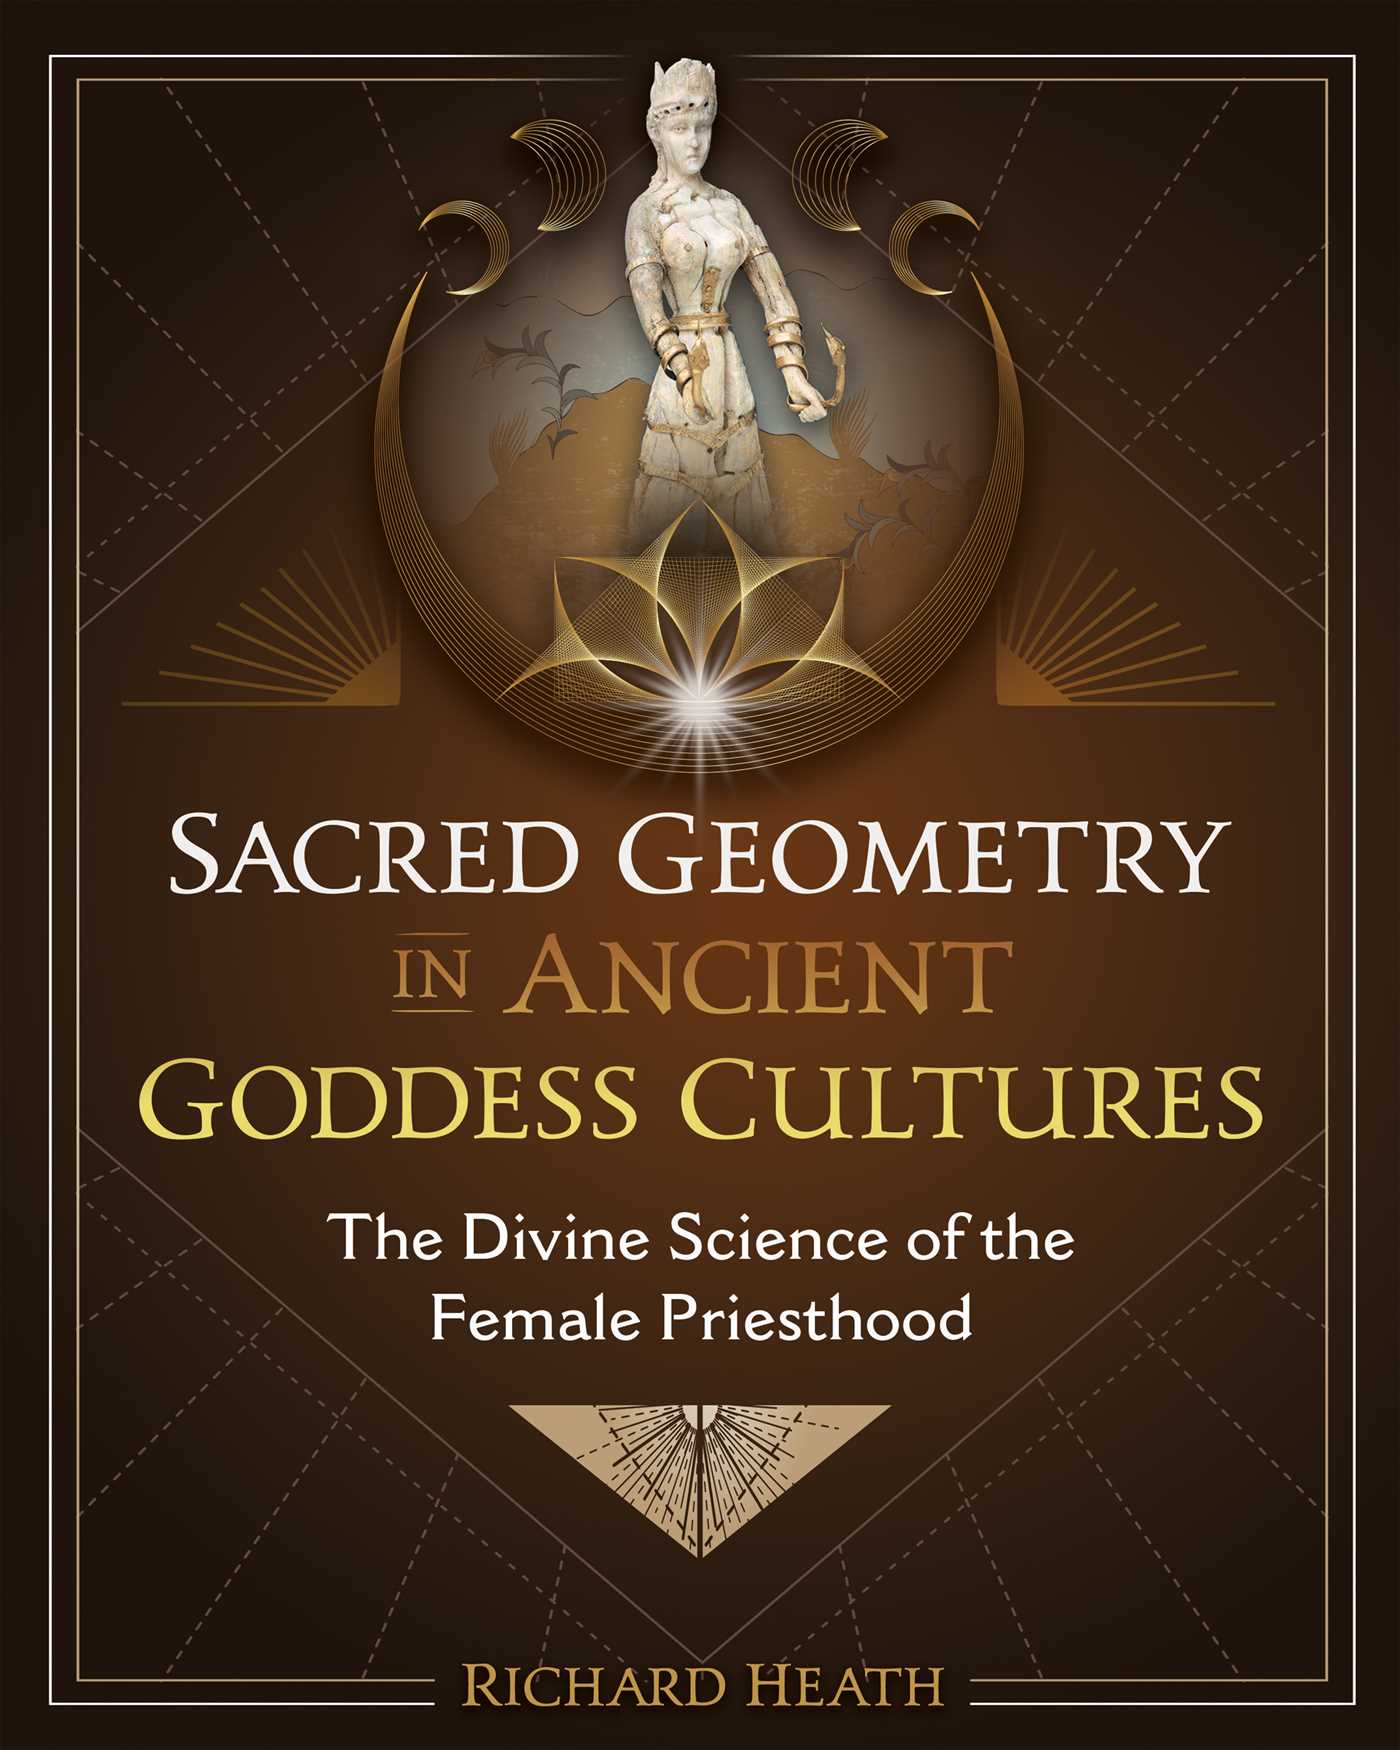 SACRED GEOMETRY
IN ANCIENT
GODDESS CULTURES
The Divine Science of the
Female Priesthood
RICHARD HEATH